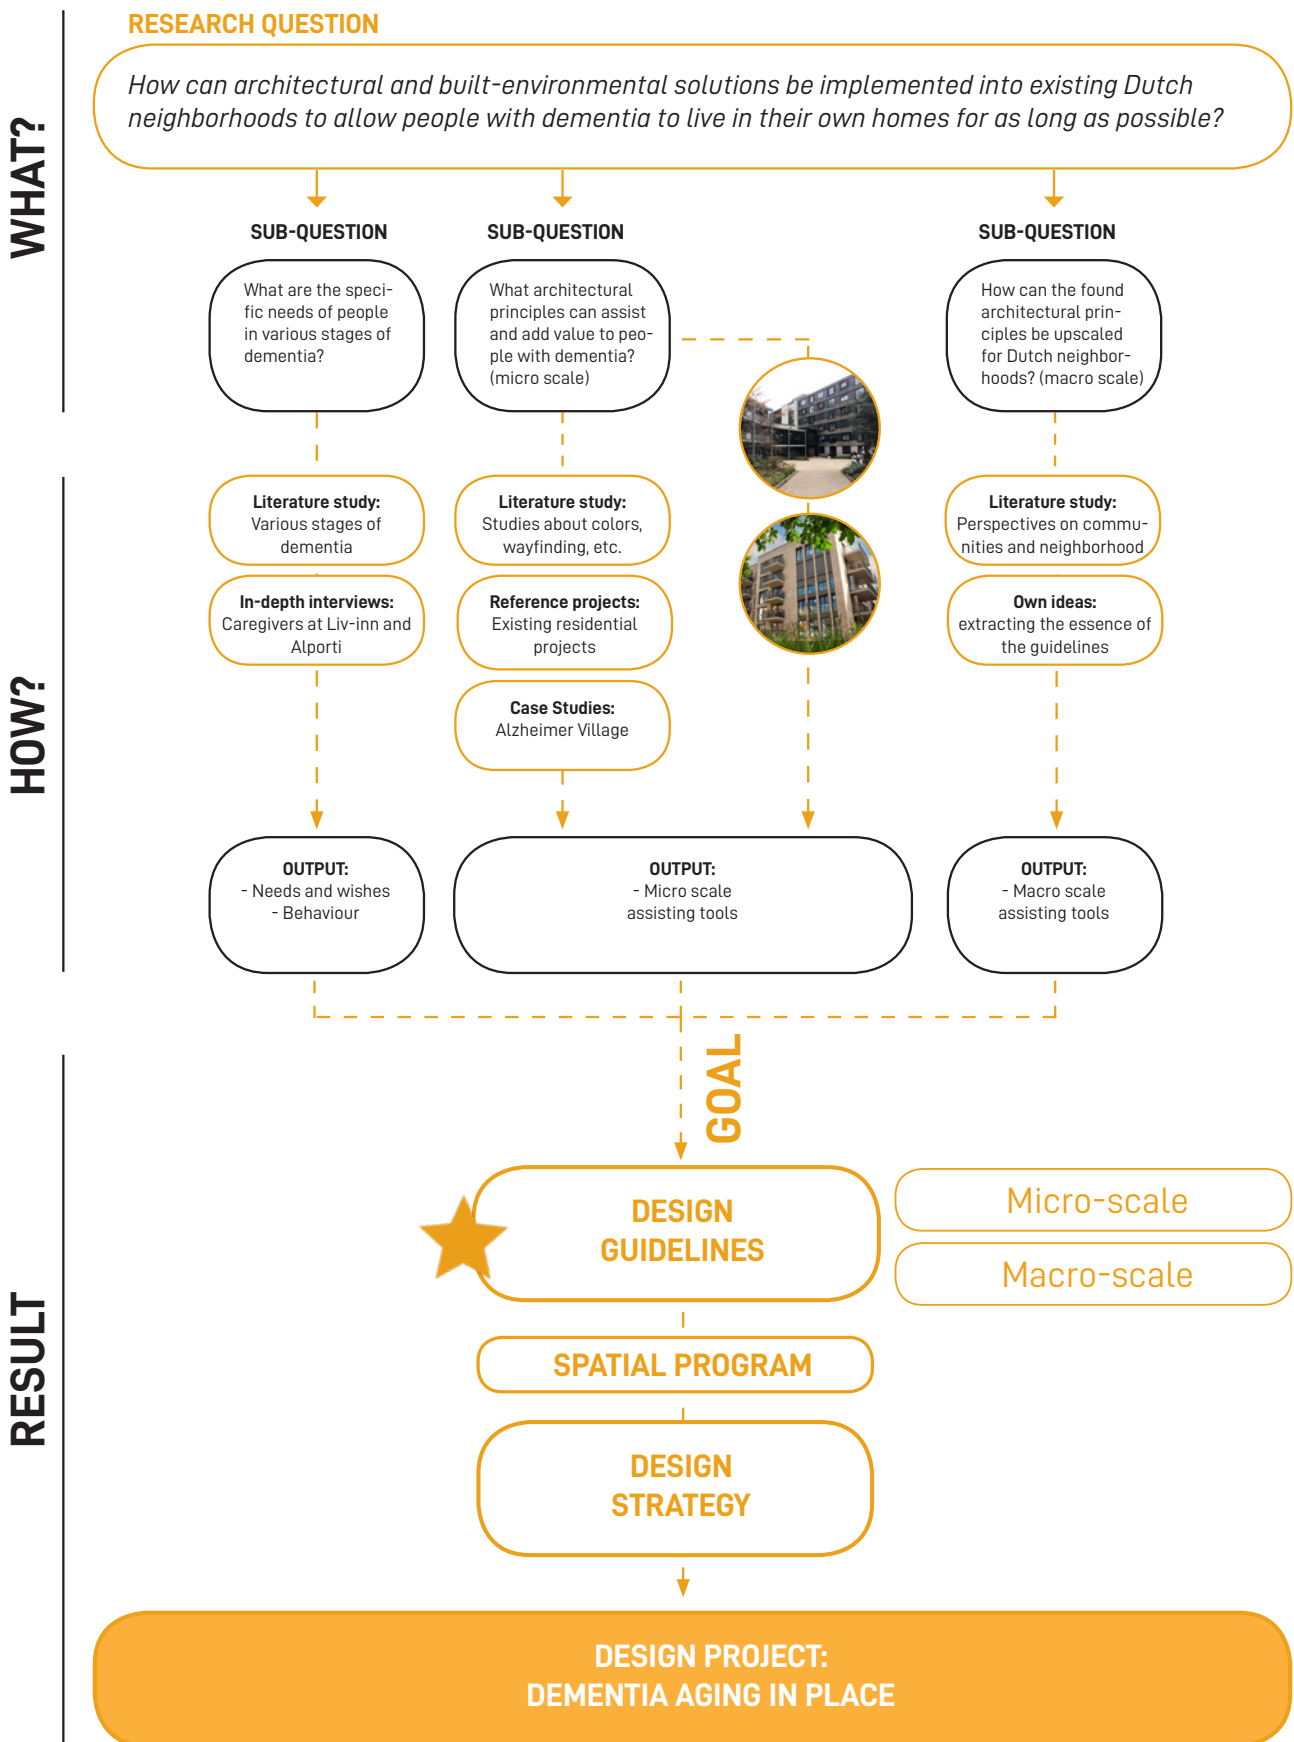 RESEARCH QUESTION
How can architectural and built-environmental solutions be implemented into existing Dutch
neighborhoods to allow people with dementia to live in their own homes for as long as possible?
WHAT?
SUB-QUESTION
What are the speci-
fic needs of people
in various stages of
dementia?
SUB-QUESTION
What architectural
principles can assist
and add value to peo-
ple with dementia?
(micro scale)
SUB-QUESTION
How can the found
architectural prin-
ciples be upscaled
for Dutch neighbor-
hoods? (macro scale)
HOW?
Literature study:
Various stages of
dementia
In-depth interviews:
Caregivers at Liv-inn and
Alporti
Literature study:
Studies about colors,
wayfinding, etc.
Reference projects:
Existing residential
projects
Case Studies:
Alzheimer Village
Literature study:
Perspectives on commu-
nities and neighborhood
Own ideas:
extracting the essence of
the guidelines
OUTPUT:
- Needs and wishes
- Behaviour
OUTPUT:
- Micro scale
assisting tools
OUTPUT:
- Macro scale
assisting tools
GOAL
RESULT
DESIGN
GUIDELINES
Micro-scale
Macro-scale
SPATIAL PROGRAM
DESIGN
STRATEGY
DESIGN PROJECT:
DEMENTIA AGING IN PLACE